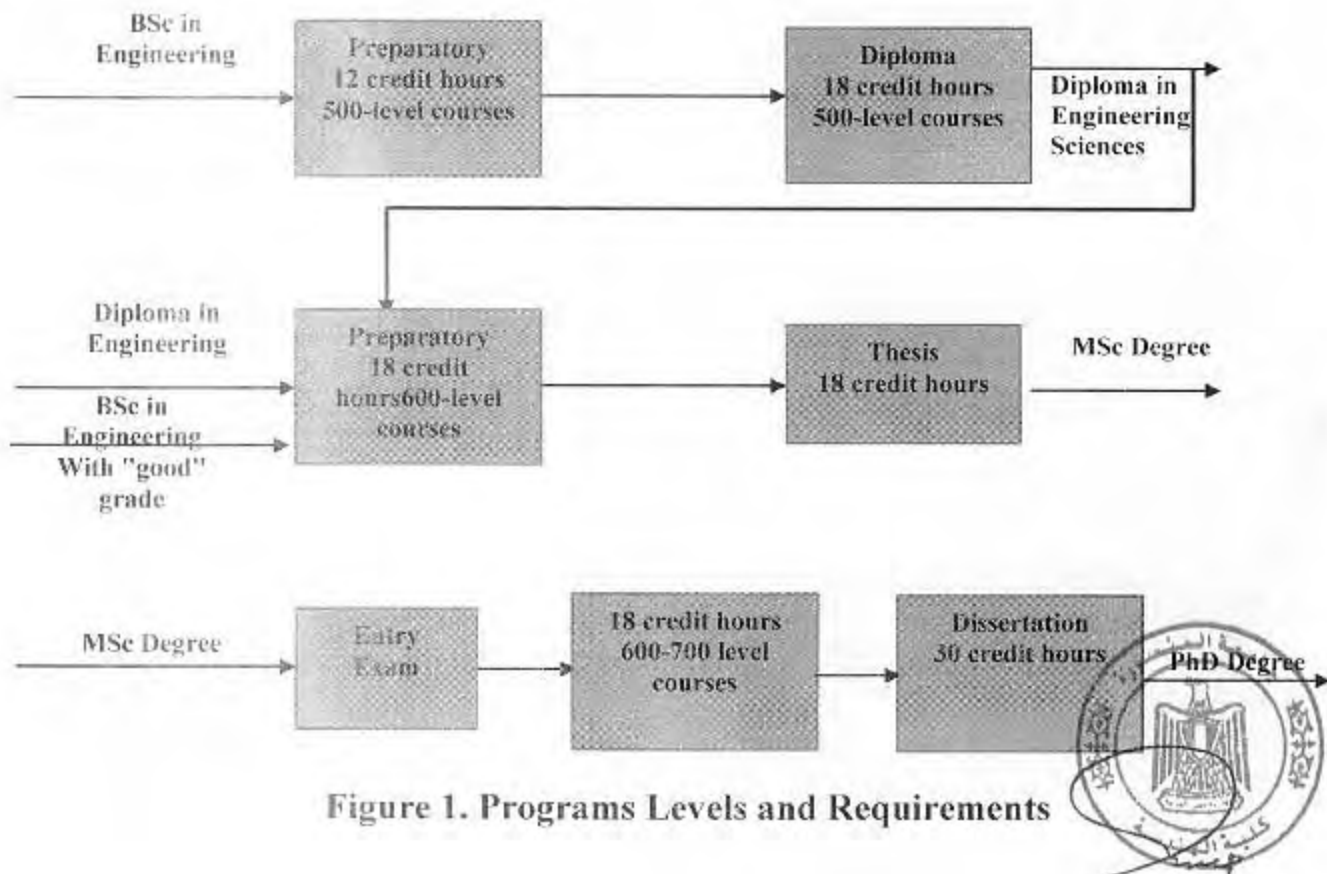 BSc in
Engineering
Preparatory
12 credit hours
500-level courses
Diploma
18 credit hours
500-level courses
Diploma in
Engineering
Sciences
Diploma in
Engineering
BSc in
Engineering
With "good"
grade
Preparatory
18 credit
hours600-level
courses
Thesis
18 credit hours
MSc Degree
MSc Degree
Entry
Exam
18 credit hours
600-700 level
courses
Dissertation
30 credit hours
PhD Degree
Figure 1. Programs Levels and Requirements